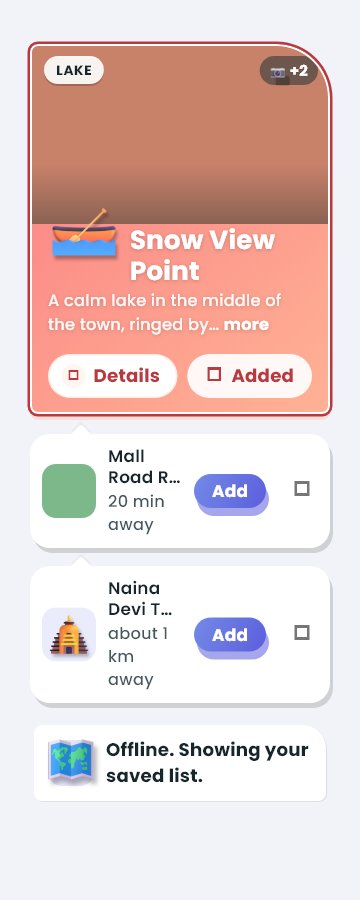 LAKE
+2
Snow View
Point
A calm lake in the middle of
the town, ringed by… more
Details
Added
Mall
Road R…
20 min
away
Add
Naina
Devi T…
about 1
km
away
Add
Offline. Showing your
saved list.